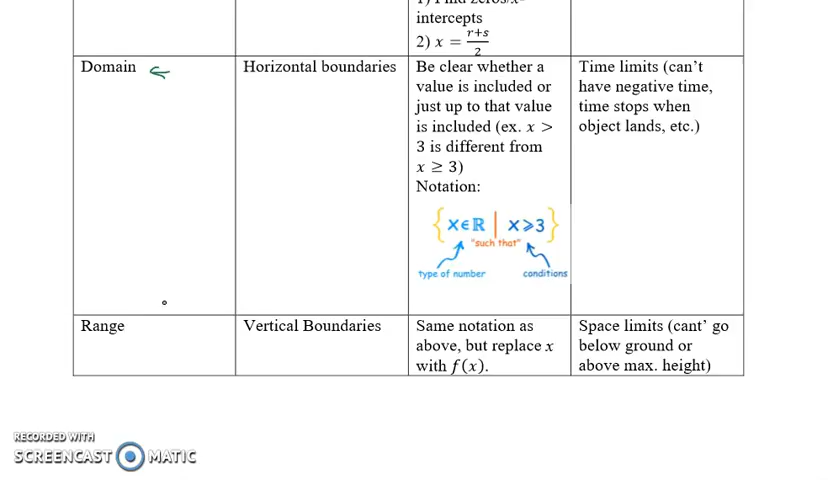 1) Find zeros/x-
intercepts
2) x = r+s/2
Domain
Horizontal boundaries
Be clear whether a
value is included or
just up to that value
is included (ex. x >
3 is different from
x ≥ 3)
Notation:
{x∈ℝ | x⩾3}
"such that"
type of number
conditions
Time limits (can't
have negative time,
time stops when
object lands, etc.)
Range
Vertical Boundaries
Same notation as
above, but replace x
with f(x).
Space limits (cant' go
below ground or
above max. height)
RECORDED WITH
SCREENCAST MATIC